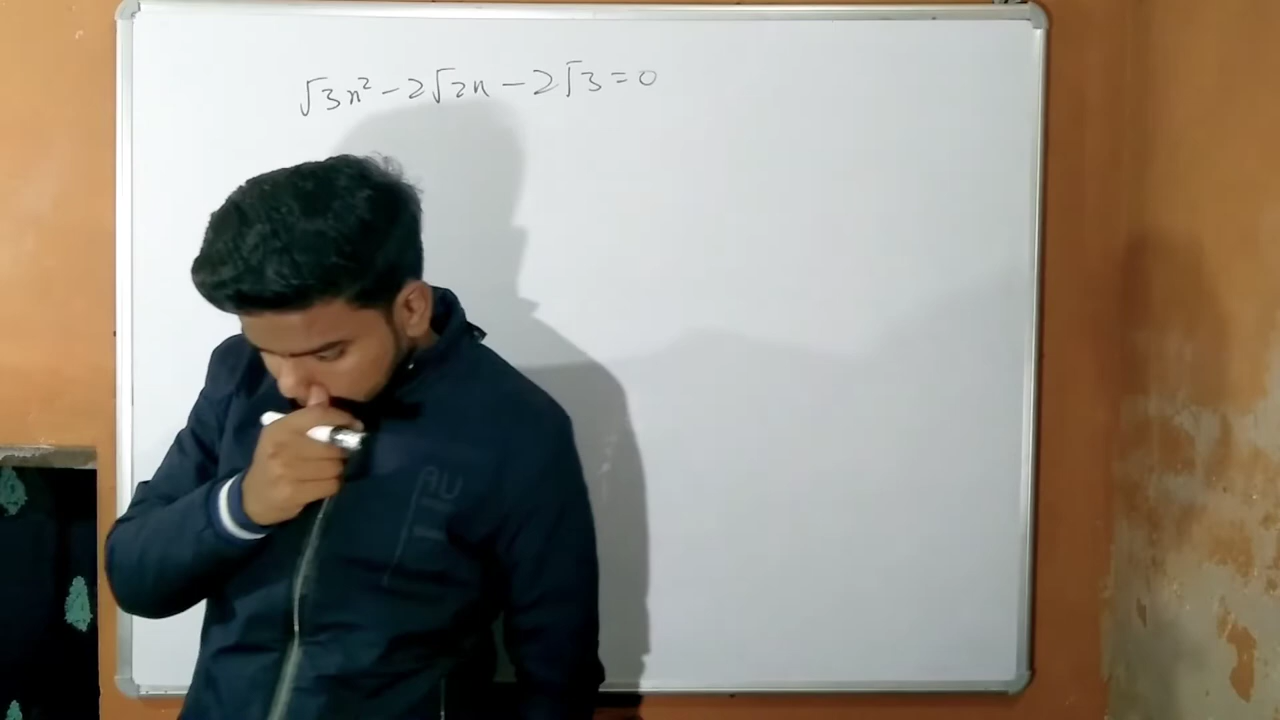 √3x² - 2√2x - 2√3 = 0